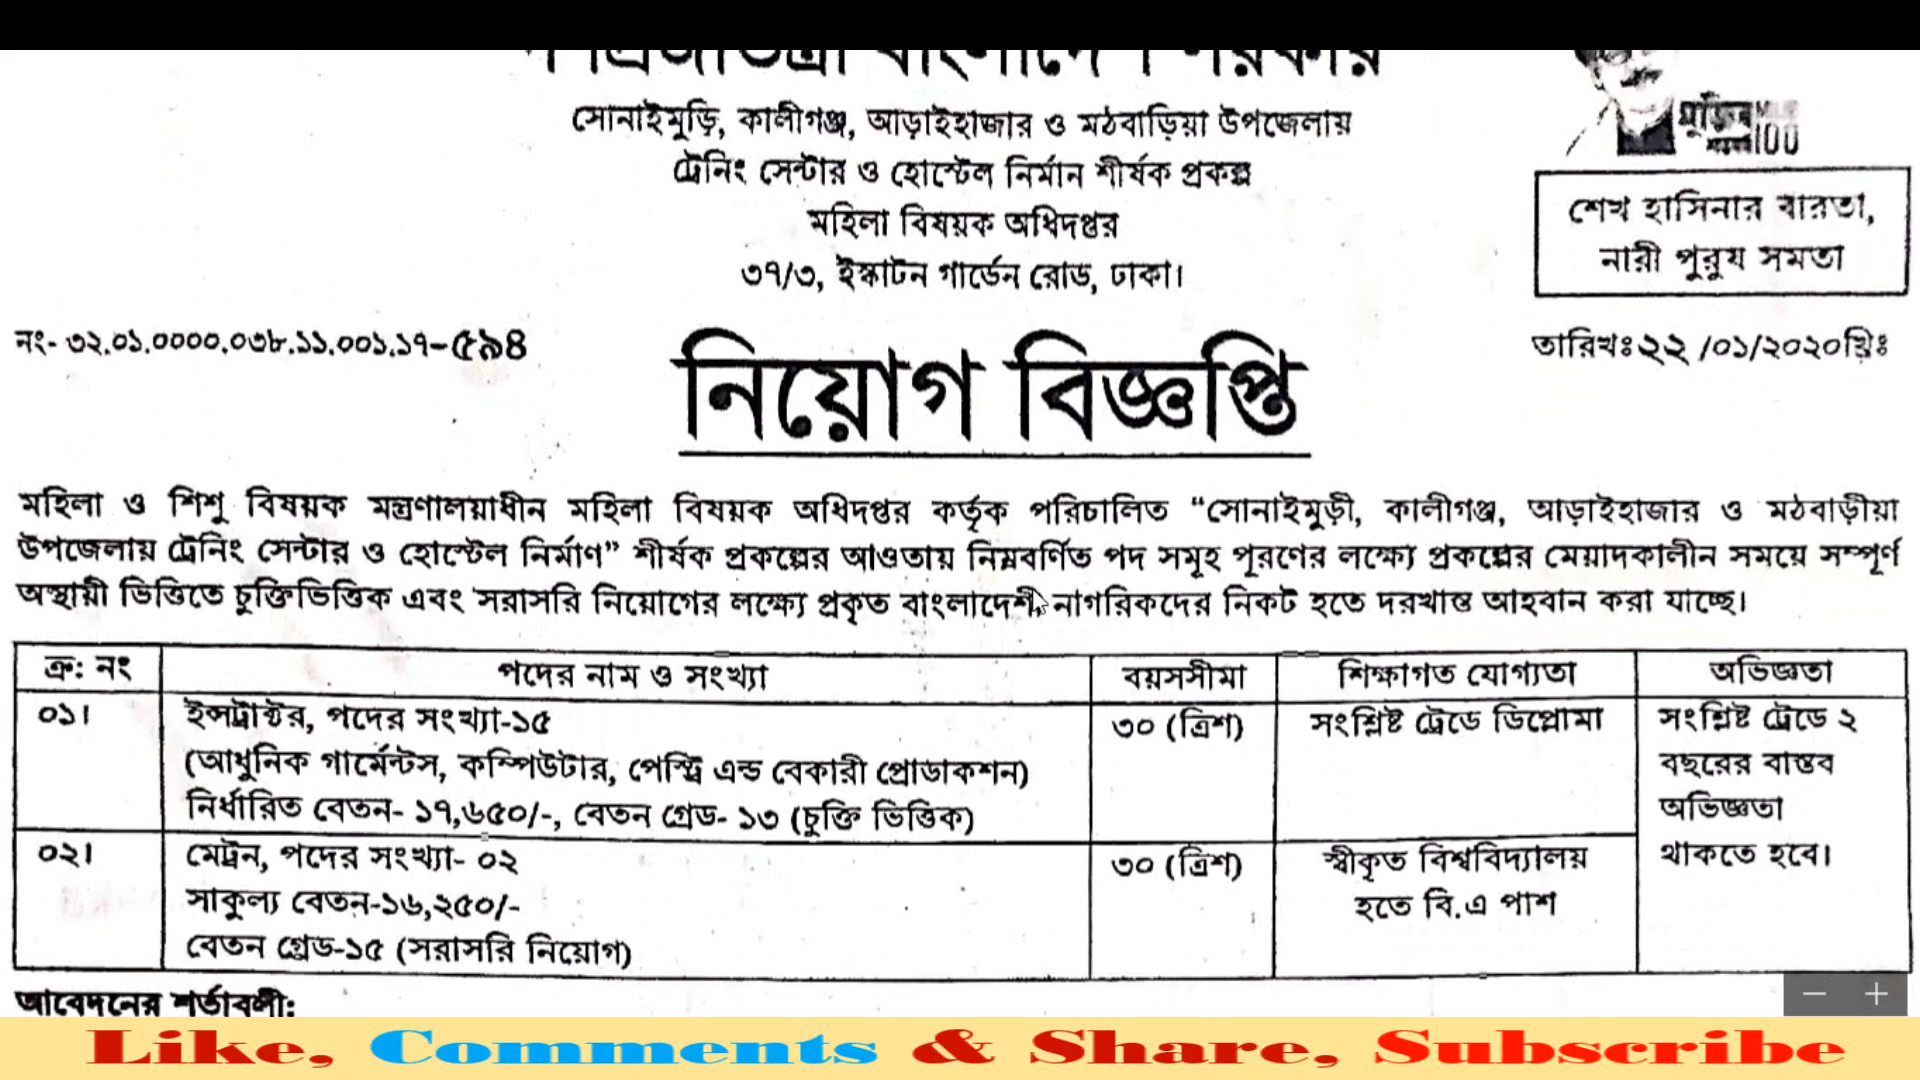 গণপ্রজাতন্ত্রী বাংলাদেশ সরকার
সোনাইমুড়ি, কালীগঞ্জ, আড়াইহাজার ও মঠবাড়িয়া উপজেলায়
ট্রেনিং সেন্টার ও হোস্টেল নির্মান শীর্ষক প্রকল্প
মহিলা বিষয়ক অধিদপ্তর
৩৭/৩, ইস্কাটন গার্ডেন রোড, ঢাকা।
মুজিব
100
শেখ হাসিনার বারতা,
নারী পুরুষ সমতা
নং- ৩২.০১.০০০০.০৩৮.১১.০০১.১৭-৫৯৪
তারিখঃ ২২ /০১/২০২০খ্রিঃ
নিয়োগ বিজ্ঞপ্তি
মহিলা ও শিশু বিষয়ক মন্ত্রণালয়াধীন মহিলা বিষয়ক অধিদপ্তর কর্তৃক পরিচালিত “সোনাইমুড়ী, কালীগঞ্জ, আড়াইহাজার ও মঠবাড়ীয়া
উপজেলায় ট্রেনিং সেন্টার ও হোস্টেল নির্মাণ” শীর্ষক প্রকল্পের আওতায় নিম্নবর্ণিত পদ সমূহ পূরণের লক্ষ্যে প্রকল্পের মেয়াদকালীন সময়ে সম্পূর্ণ
অস্থায়ী ভিত্তিতে চুক্তিভিত্তিক এবং সরাসরি নিয়োগের লক্ষ্যে প্রকৃত বাংলাদেশী নাগরিকদের নিকট হতে দরখাস্ত আহবান করা যাচ্ছে।
ক্র: নং পদের নাম ও সংখ্যা বয়সসীমা শিক্ষাগত যোগ্যতা অভিজ্ঞতা
০১। ইন্সট্রাক্টর, পদের সংখ্যা-১৫ ৩০ (ত্রিশ) সংশ্লিষ্ট ট্রেডে ডিপ্লোমা সংশ্লিষ্ট ট্রেডে ২
(আধুনিক গার্মেন্টস, কম্পিউটার, পেস্ট্রি এন্ড বেকারী প্রোডাকশন) বছরের বাস্তব
নির্ধারিত বেতন- ১৭,৬৫০/-, বেতন গ্রেড- ১৩ (চুক্তি ভিত্তিক) অভিজ্ঞতা
০২। মেট্রন, পদের সংখ্যা- ০২ ৩০ (ত্রিশ) স্বীকৃত বিশ্ববিদ্যালয় থাকতে হবে।
সাকুল্য বেতন-১৬,২৫০/- হতে বি.এ পাশ
বেতন গ্রেড-১৫ (সরাসরি নিয়োগ)
আবেদনের শর্তাবলী:
Like, Comments & Share, Subscribe